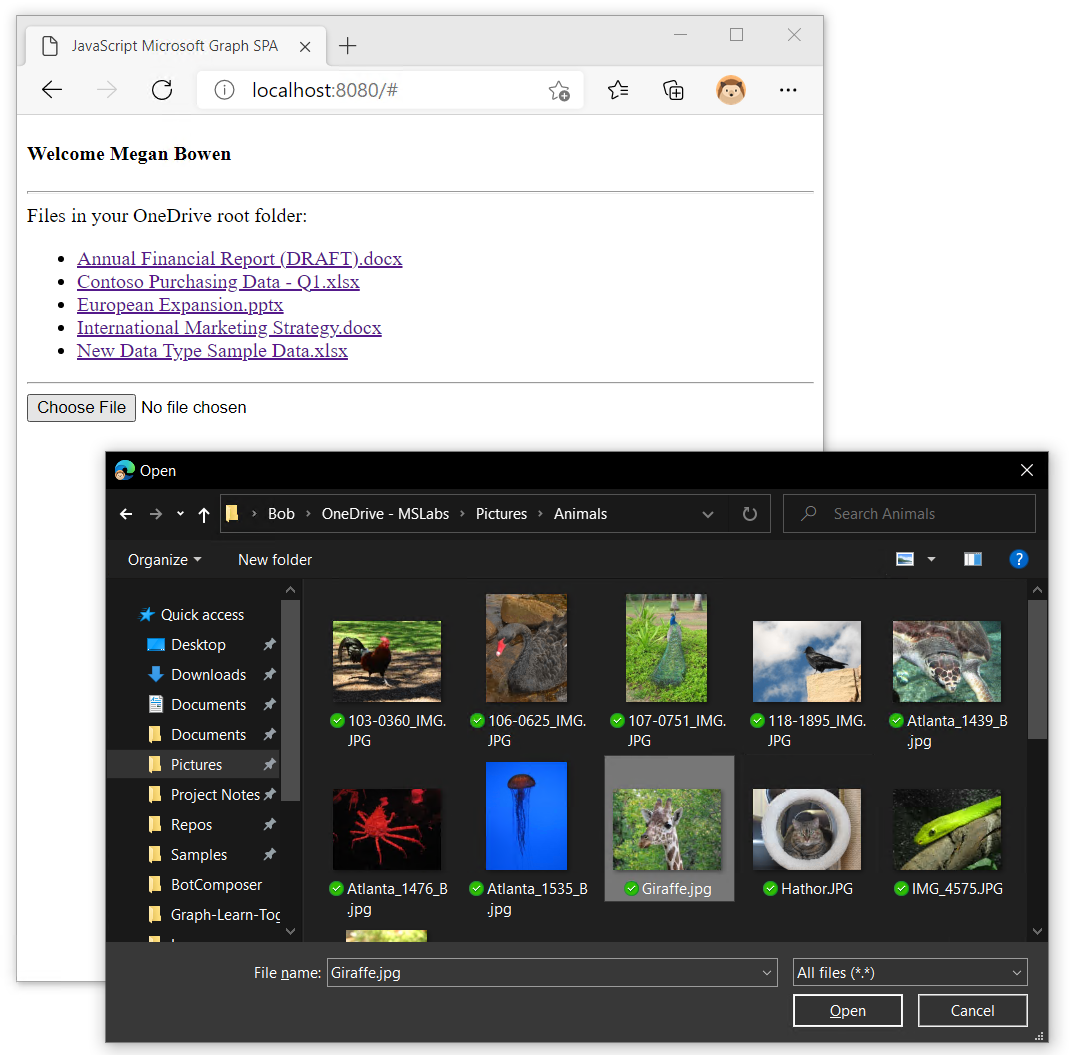 JavaScript Microsoft Graph SPA
localhost:8080/#
Welcome Megan Bowen
Files in your OneDrive root folder:
Annual Financial Report (DRAFT).docx
Contoso Purchasing Data - Q1.xlsx
European Expansion.pptx
International Marketing Strategy.docx
New Data Type Sample Data.xlsx
Choose File No file chosen
Open
Bob OneDrive - MSLabs Pictures Animals
Search Animals
Organize New folder
?
Quick access
Desktop
Downloads
Documents
Documents
Pictures
Project Notes
Repos
Samples
BotComposer
Graph-Learn-Tog
103-0360_IMG.
JPG
106-0625_IMG.
JPG
107-0751_IMG.
JPG
118-1895_IMG.
JPG
Atlanta_1439_B
.jpg
Atlanta_1476_B
.jpg
Atlanta_1535_B
.jpg
Giraffe.jpg
Hathor.JPG
IMG_4575.JPG
File name: Giraffe.jpg
All files (*.*)
Open Cancel